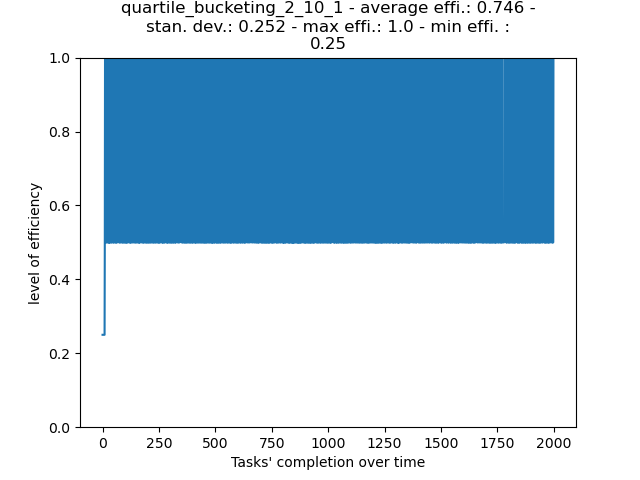 quartile_bucketing_2_10_1 - average effi.: 0.746 -
stan. dev.: 0.252 - max effi.: 1.0 - min effi. :
0.25
1.0
0.8
0.6
0.4
0.2
0.0
level of efficiency
0 250 500 750 1000 1250 1500 1750 2000
Tasks' completion over time